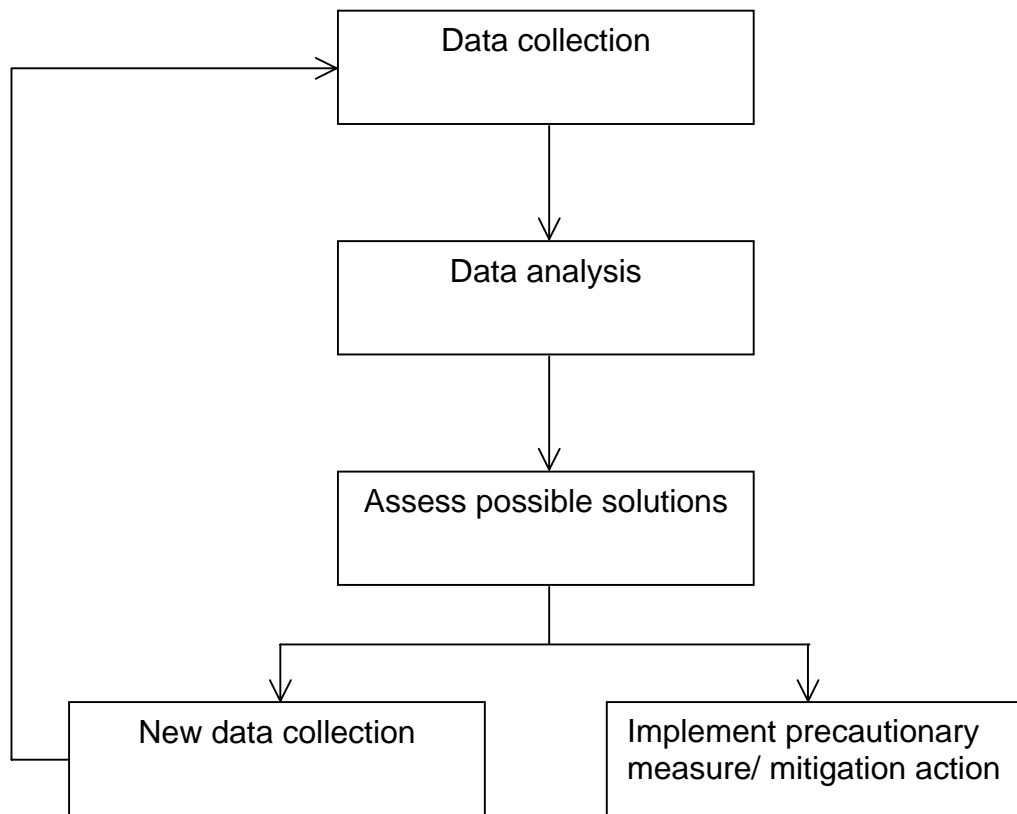 Data collection
Data analysis
Assess possible solutions
New data collection
Implement precautionary
measure/ mitigation action